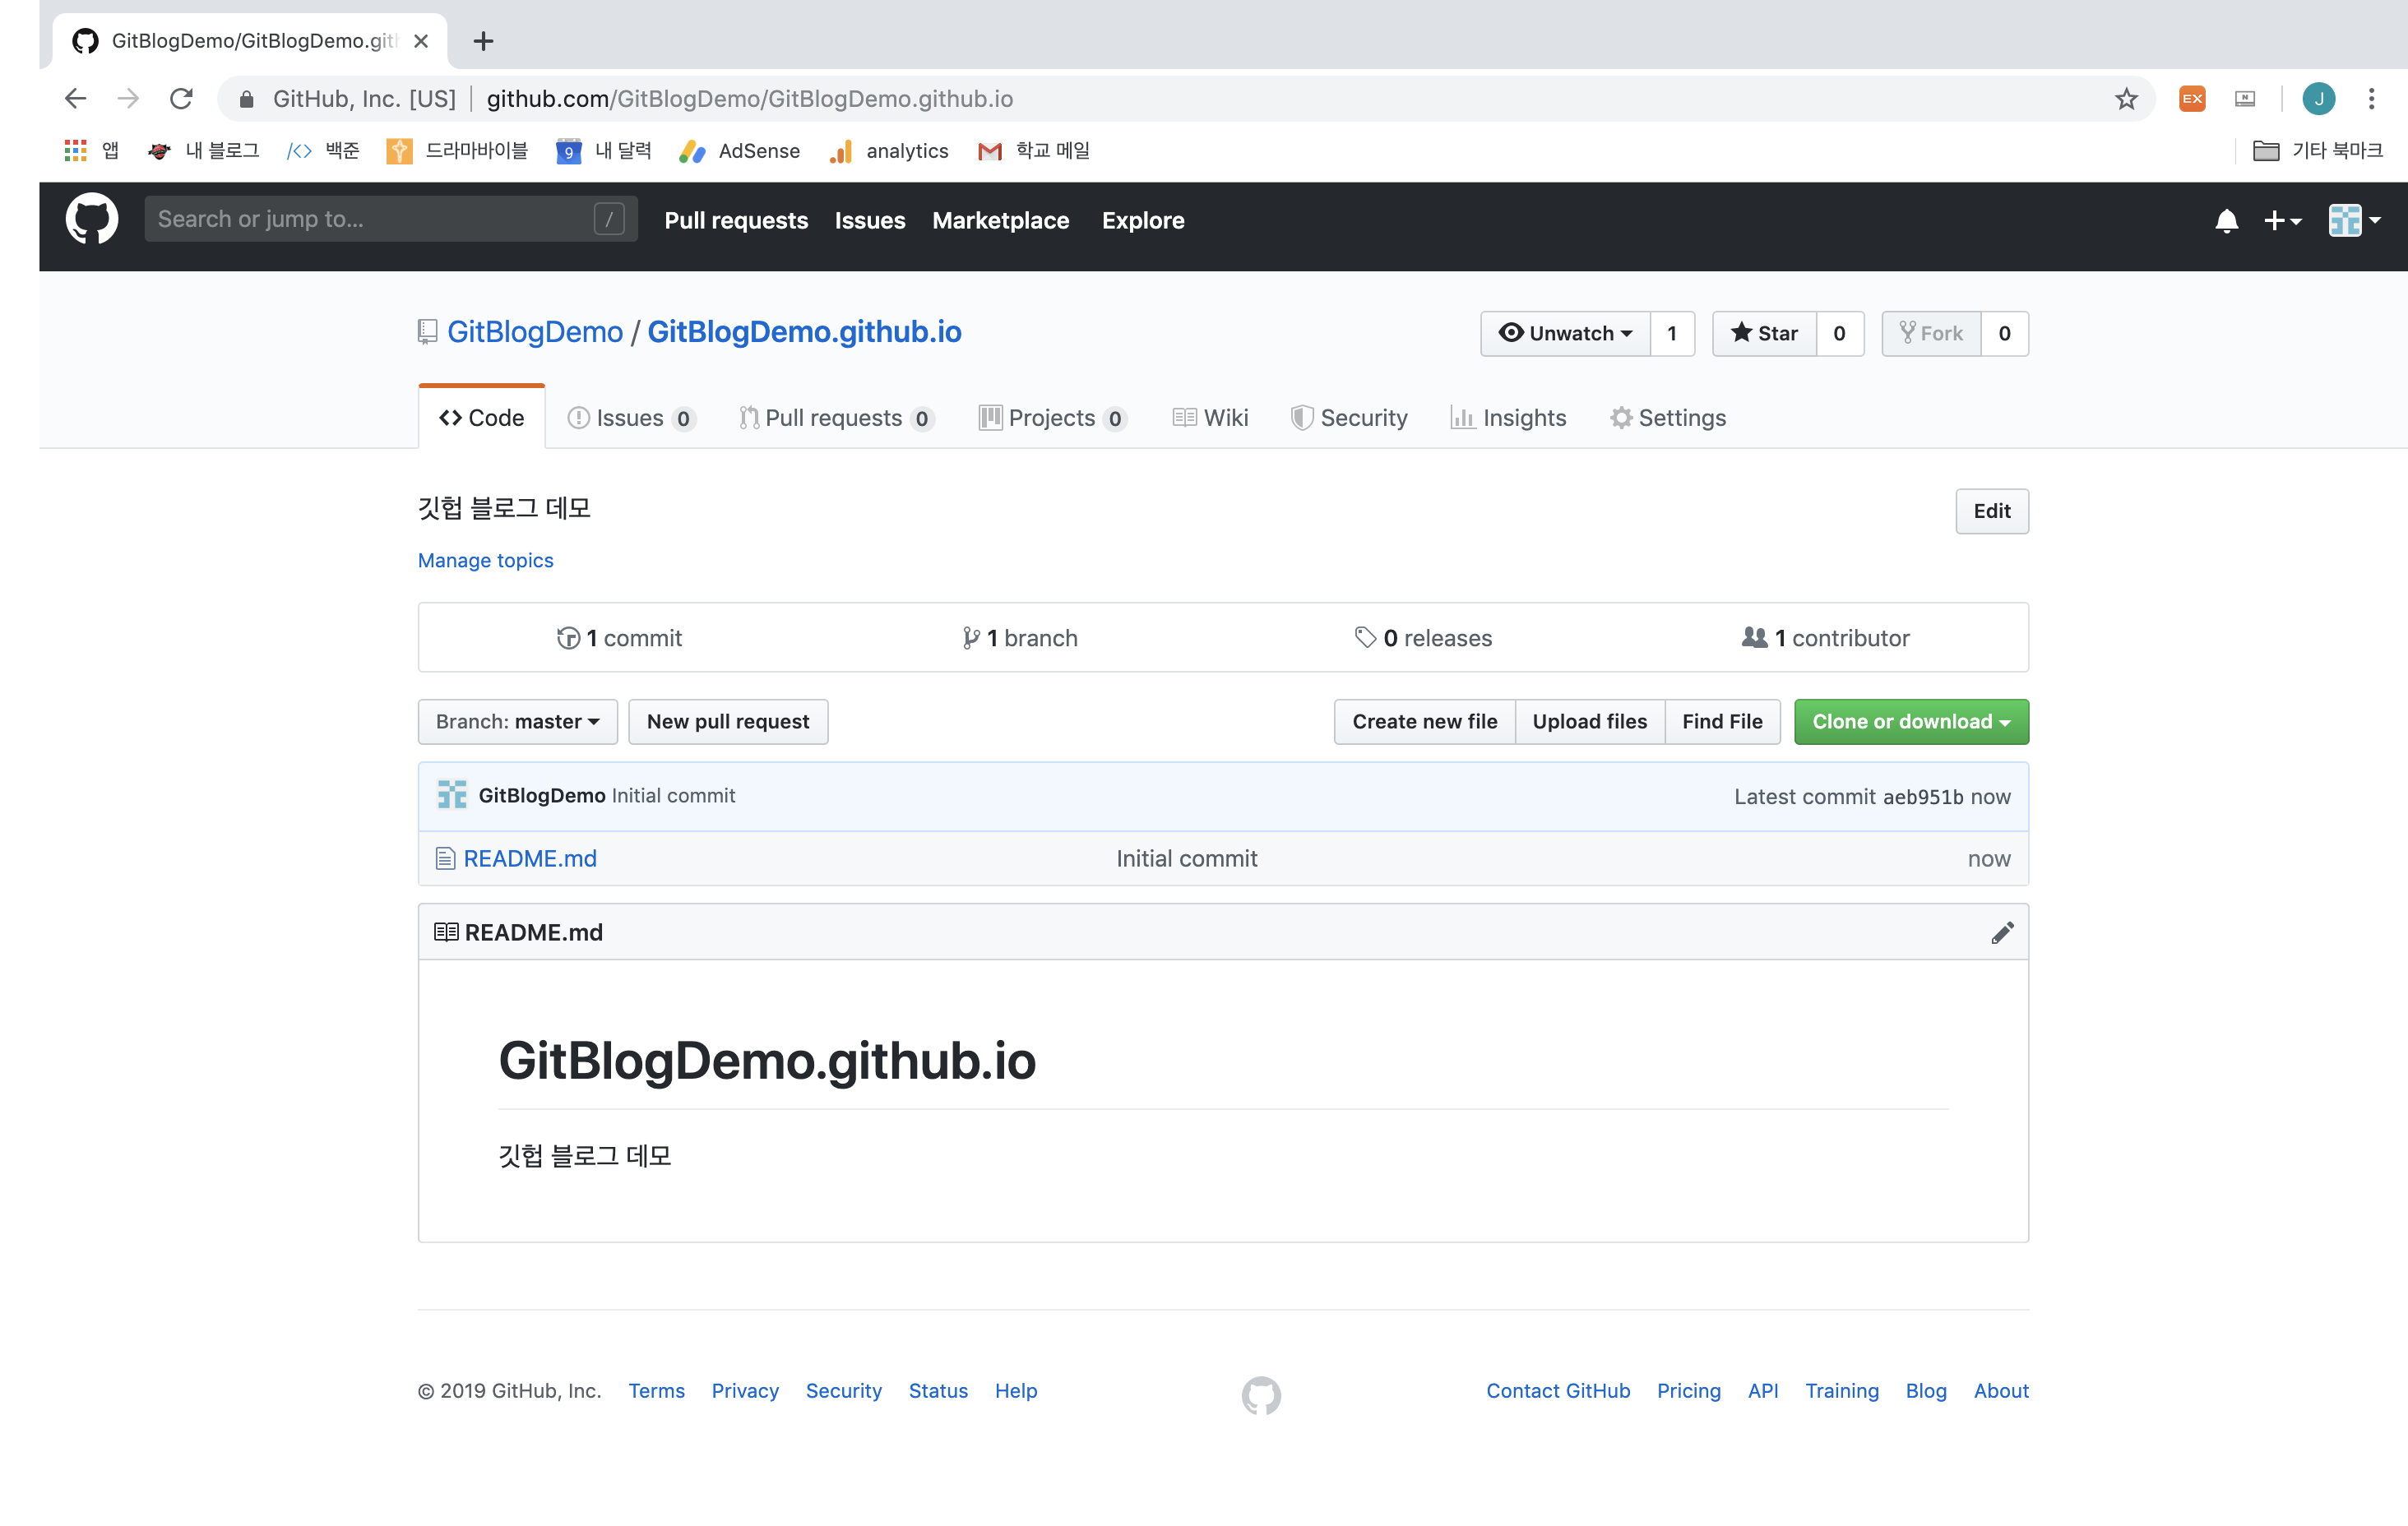 GitBlogDemo/GitBlogDemo.git
GitHub, Inc. [US] github.com/GitBlogDemo/GitBlogDemo.github.io EX N J
앱 내 블로그 /<> 백준 드라마바이블 9 내 달력 AdSense analytics 학교 메일 기타 북마크
Search or jump to... / Pull requests Issues Marketplace Explore
GitBlogDemo / GitBlogDemo.github.io Unwatch 1 Star 0 Fork 0
Code Issues 0 Pull requests 0 Projects 0 Wiki Security Insights Settings
깃헙 블로그 데모 Edit
Manage topics
1 commit 1 branch 0 releases 1 contributor
Branch: master New pull request Create new file Upload files Find File Clone or download
GitBlogDemo Initial commit Latest commit aeb951b now
README.md Initial commit now
README.md
GitBlogDemo.github.io
깃헙 블로그 데모
© 2019 GitHub, Inc. Terms Privacy Security Status Help Contact GitHub Pricing API Training Blog About